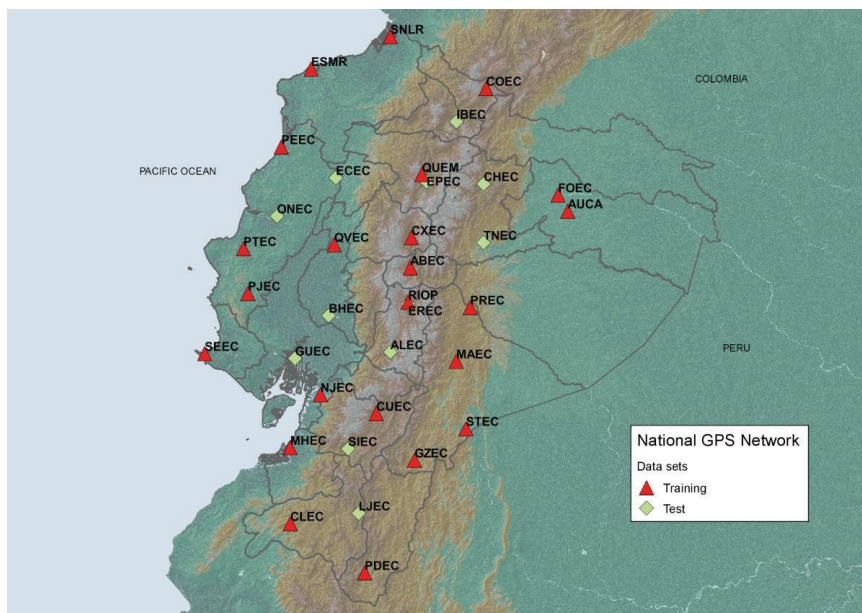 SNLR
ESMR
COEC
COLOMBIA
IBEC
PEEC
PACIFIC OCEAN
ECEC
QUEM
EPEC
CHEC
FOEC
AUCA
ONEC
PTEC
QVEC
CXEC
TNEC
ABEC
PJEC
RIOP
EREC
PREC
BHEC
SEEC
GUEC
ALEC
MAEC
PERU
NJEC
CUEC
STEC
MHEC
SIEC
GZEC
National GPS Network
Data sets
Training
Test
LJEC
CLEC
PDEC